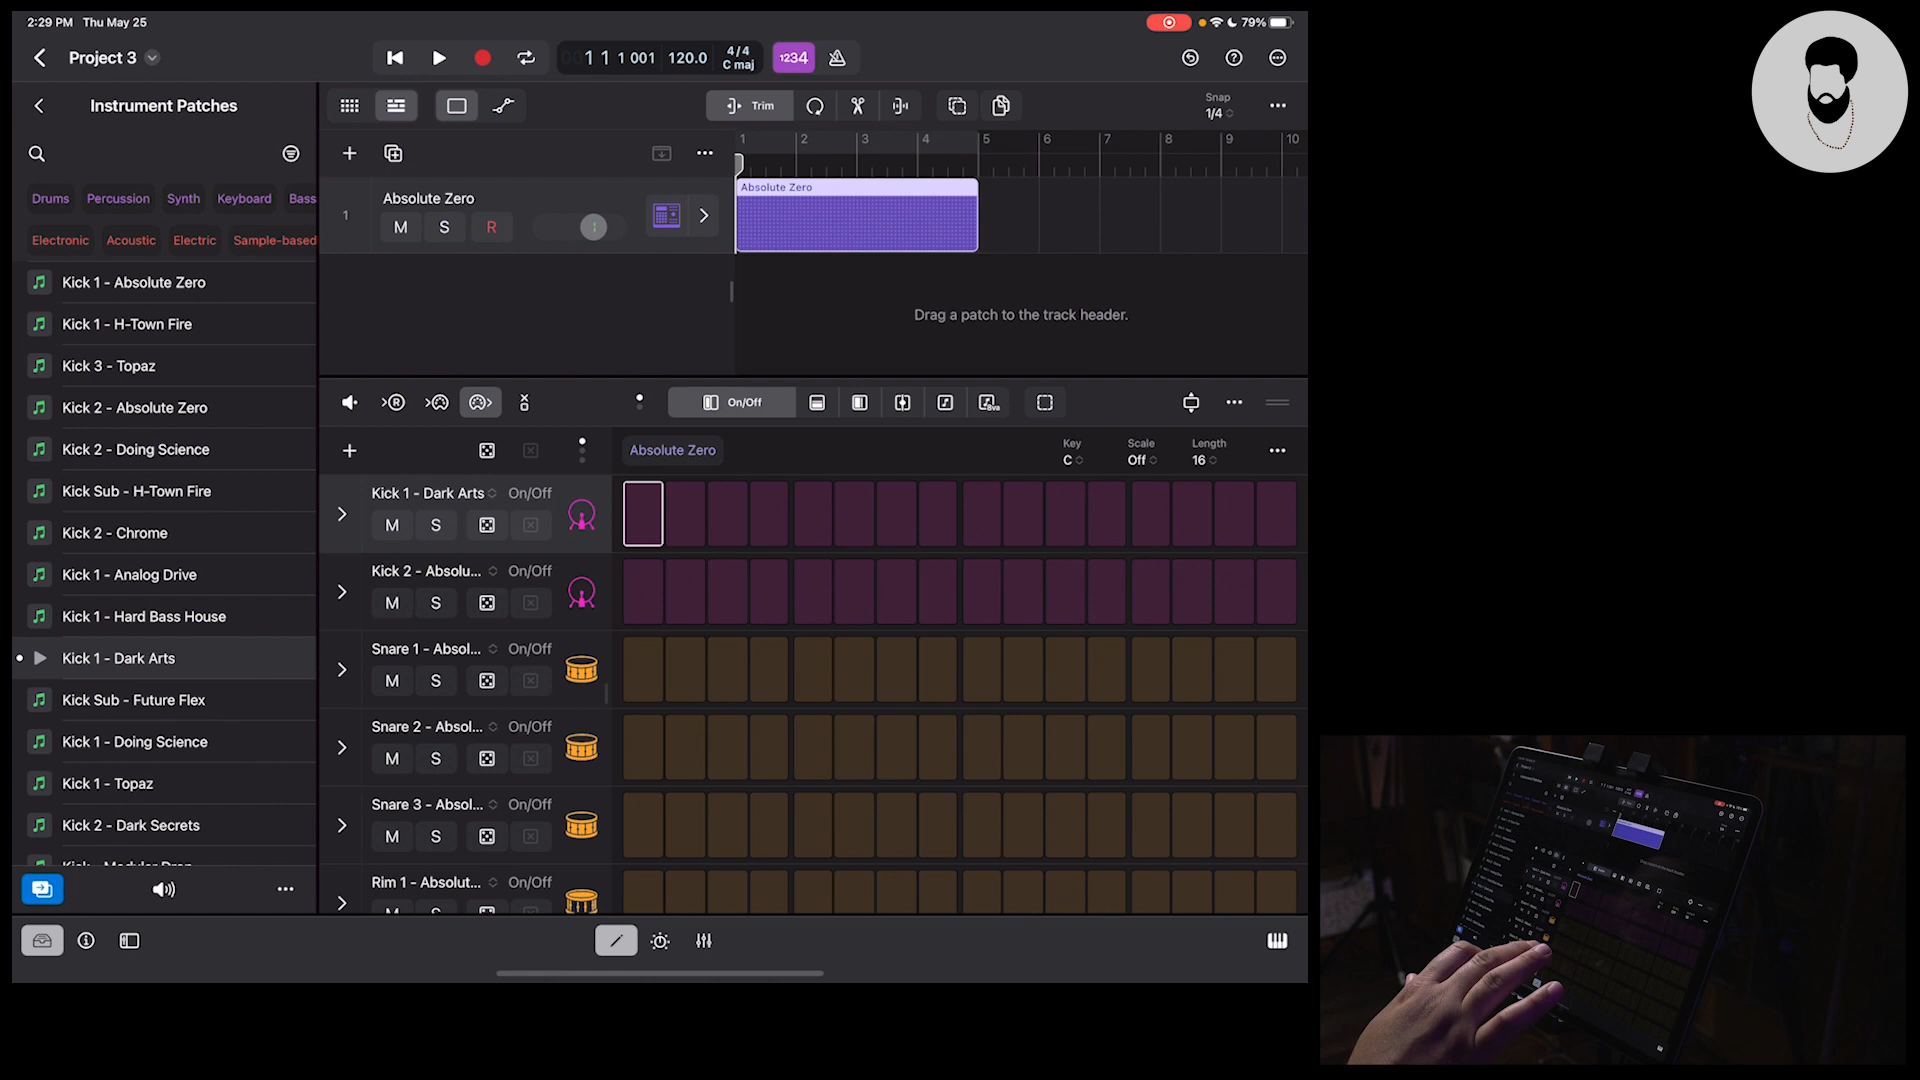 2:29 PM Thu May 25
79%
Project 3
1 1 1 001
120.0
4/4
C maj
1234
Instrument Patches
Trim
Snap
1/4
1 2 3 4 5 6 7 8 9 10
Drums Percussion Synth Keyboard Bass
Electronic Acoustic Electric Sample-based
1
Absolute Zero
M S R
Absolute Zero
Drag a patch to the track header.
Kick 1 - Absolute Zero
Kick 1 - H-Town Fire
Kick 3 - Topaz
Kick 2 - Absolute Zero
Kick 2 - Doing Science
Kick Sub - H-Town Fire
Kick 2 - Chrome
Kick 1 - Analog Drive
Kick 1 - Hard Bass House
Kick 1 - Dark Arts
Kick Sub - Future Flex
Kick 1 - Doing Science
Kick 1 - Topaz
Kick 2 - Dark Secrets
On/Off
8va
Absolute Zero
Key
C
Scale
Off
Length
16
Kick 1 - Dark Arts On/Off
M S
Kick 2 - Absolu... On/Off
M S
Snare 1 - Absol... On/Off
M S
Snare 2 - Absol... On/Off
M S
Snare 3 - Absol... On/Off
M S
Rim 1 - Absolut... On/Off
M S